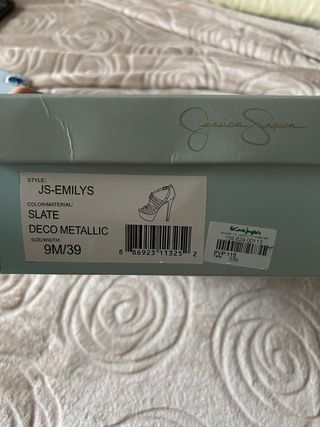 Jessica Simpson
STYLE:
JS-EMILYS
COLOR/MATERIAL:
SLATE
DECO METALLIC
SIZE/WIDTH:
9M/39
8 86923 11325 2
El Corte Inglés
PVP:115
039